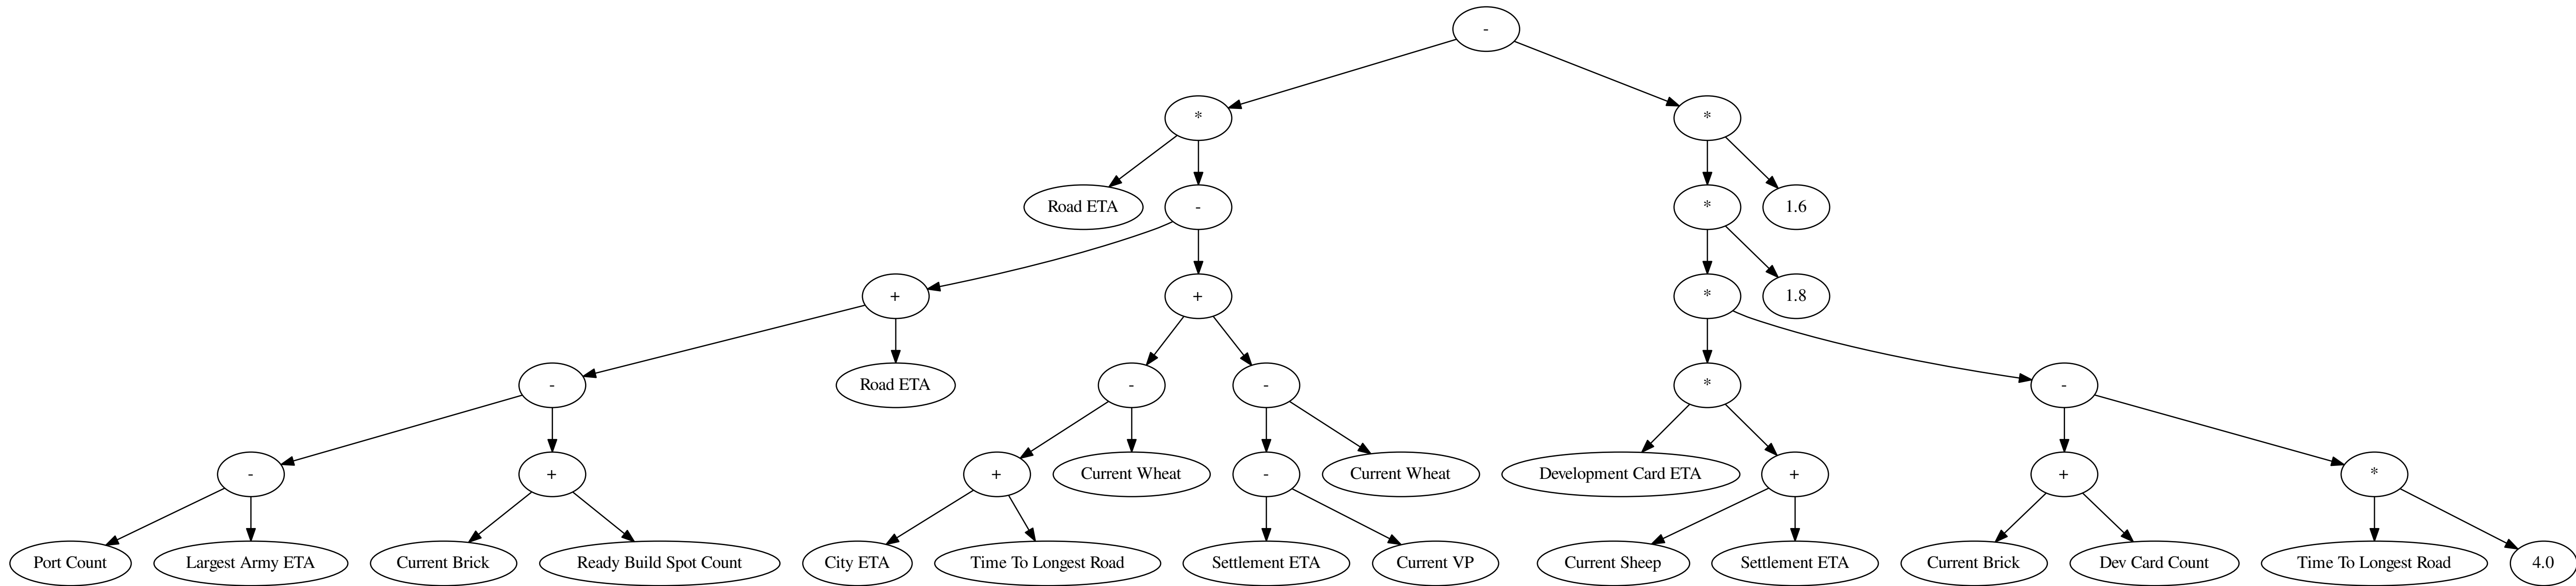 -
* *
Road ETA - * 1.6
+ + * 1.8
- Road ETA - - * -
- + + Current Wheat - Current Wheat Development Card ETA + + *
Port Count Largest Army ETA Current Brick Ready Build Spot Count City ETA Time To Longest Road Settlement ETA Current VP Current Sheep Settlement ETA Current Brick Dev Card Count Time To Longest Road 4.0